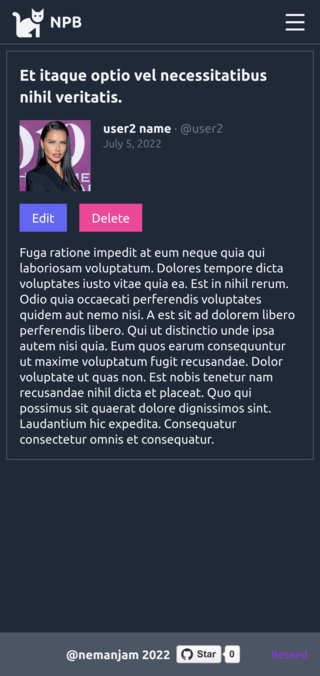 NPB
Et itaque optio vel necessitatibus
nihil veritatis.
user2 name · @user2
July 5, 2022
Edit
Delete
Fuga ratione impedit at eum neque quia qui
laboriosam voluptatum. Dolores tempore dicta
voluptates iusto vitae quia ea. Est in nihil rerum.
Odio quia occaecati perferendis voluptates
quidem aut nemo nisi. A est sit ad dolorem libero
perferendis libero. Qui ut distinctio unde ipsa
autem nisi quia. Eum quos earum consequuntur
ut maxime voluptatum fugit recusandae. Dolor
voluptate ut quas non. Est nobis tenetur nam
recusandae nihil dicta et placeat. Quo qui
possimus sit quaerat dolore dignissimos sint.
Laudantium hic expedita. Consequatur
consectetur omnis et consequatur.
@nemanjam 2022
Star
0
Reseed